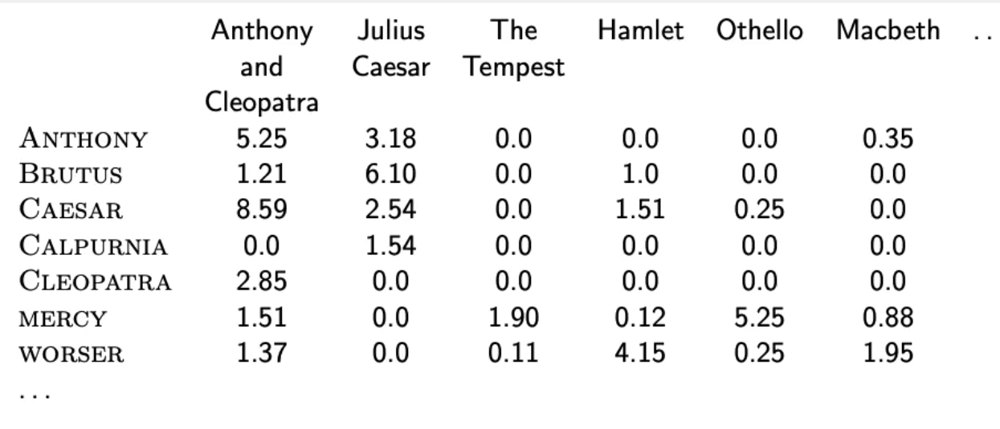 Anthony Julius The Hamlet Othello Macbeth . .
and Caesar Tempest
Cleopatra
ANTHONY 5.25 3.18 0.0 0.0 0.0 0.35
BRUTUS 1.21 6.10 0.0 1.0 0.0 0.0
CAESAR 8.59 2.54 0.0 1.51 0.25 0.0
CALPURNIA 0.0 1.54 0.0 0.0 0.0 0.0
CLEOPATRA 2.85 0.0 0.0 0.0 0.0 0.0
MERCY 1.51 0.0 1.90 0.12 5.25 0.88
WORSER 1.37 0.0 0.11 4.15 0.25 1.95
. . .